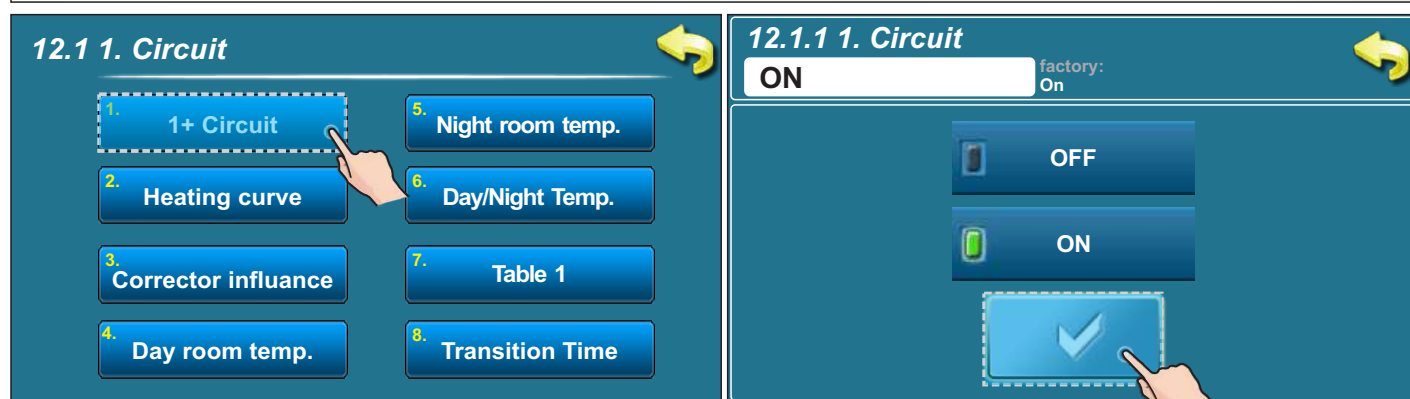 12.1 1. Circuit
1. 1+ Circuit
2. Heating curve
3. Corrector influance
4. Day room temp.
5. Night room temp.
6. Day/Night Temp.
7. Table 1
8. Transition Time
12.1.1 1. Circuit
ON
factory:
On
OFF
ON